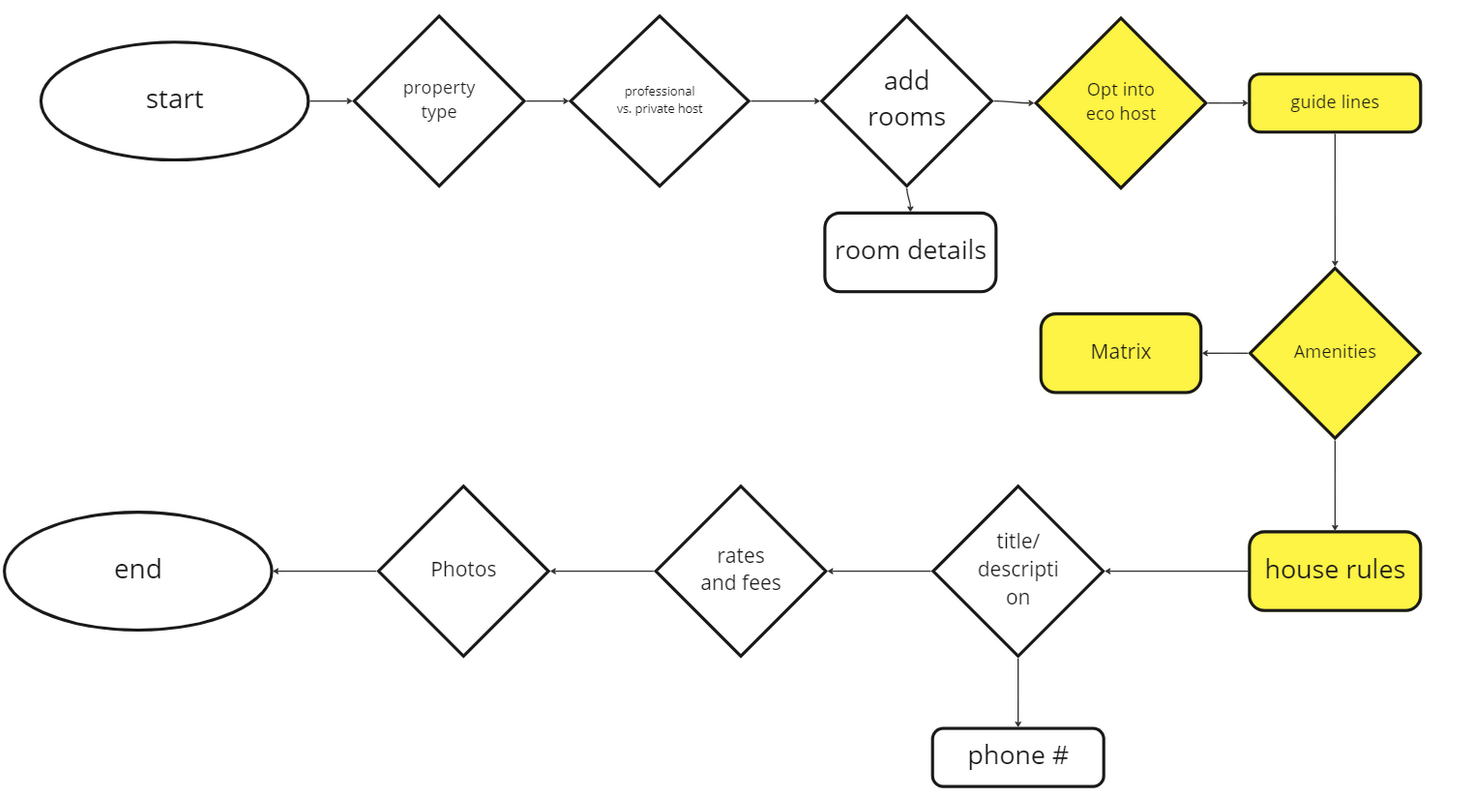 start
property
type
professional
vs. private host
add
rooms
Opt into
eco host
guide lines
room details
Matrix
Amenities
end
Photos
rates
and fees
title/
descripti
on
house rules
phone #